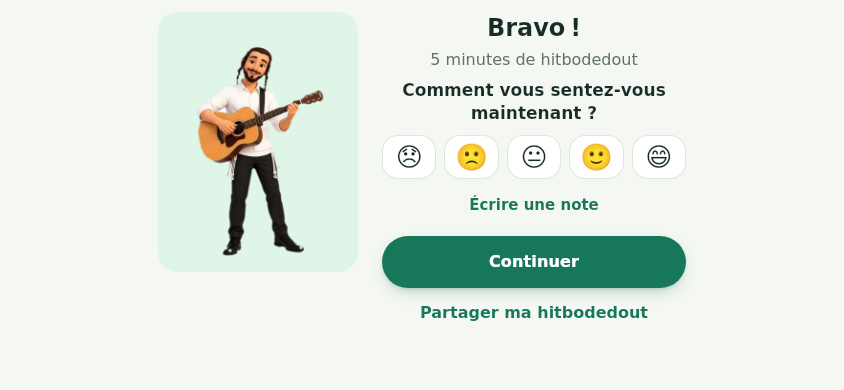 Bravo !
5 minutes de hitbodedout
Comment vous sentez-vous
maintenant ?
😞 🙁 😐 🙂 😄
Écrire une note
Continuer
Partager ma hitbodedout